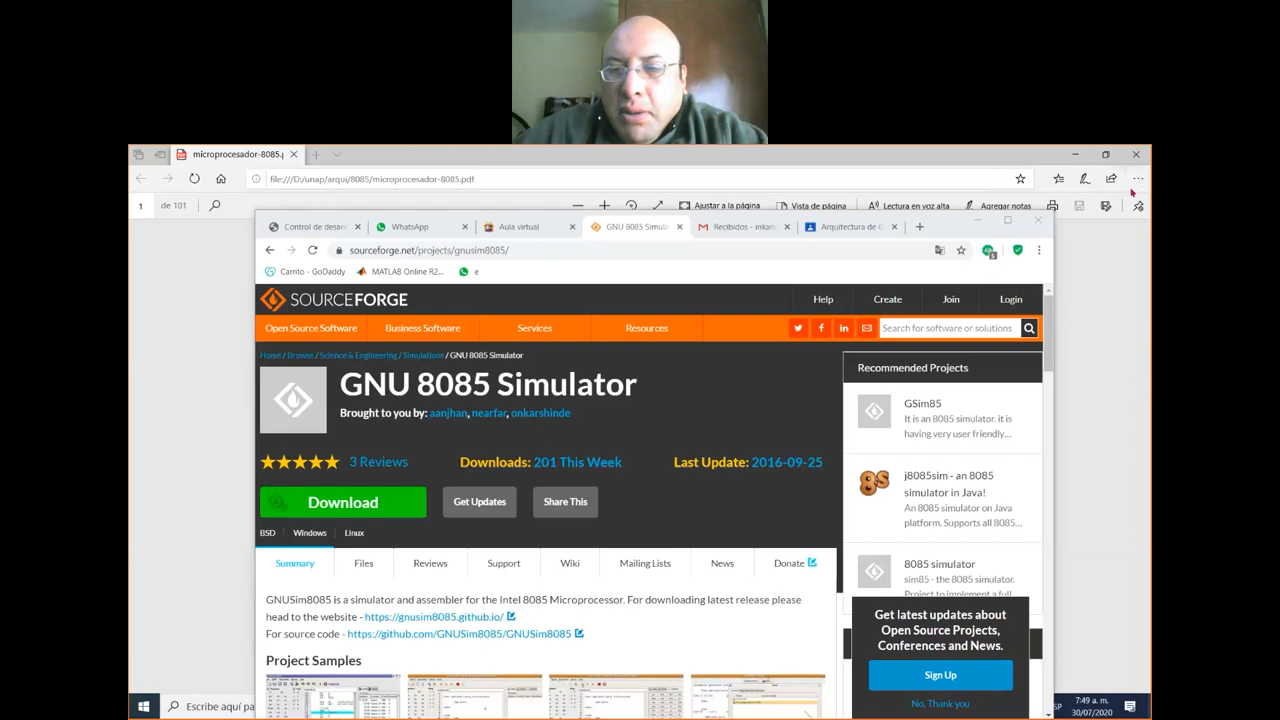 microprocesador-8085.p
file:///D:/unap/arqui/8085/microprocesador-8085.pdf
1 de 101
Ajustar a la página
Vista de página
Lectura en voz alta
Agregar notas
Control de desarr
WhatsApp
Aula virtual
GNU 8085 Simula
Recibidos - inkan
Arquitectura de C
sourceforge.net/projects/gnusim8085/
Carrito - GoDaddy
MATLAB Online R2...
e
SOURCEFORGE
Help
Create
Join
Login
Open Source Software
Business Software
Services
Resources
Search for software or solutions
Home / Browse / Science & Engineering / Simulations / GNU 8085 Simulator
GNU 8085 Simulator
Brought to you by: aanjhan, nearfar, onkarshinde
3 Reviews
Downloads: 201 This Week
Last Update: 2016-09-25
Download
Get Updates
Share This
BSD
Windows
Linux
Summary
Files
Reviews
Support
Wiki
Mailing Lists
News
Donate
GNUSim8085 is a simulator and assembler for the Intel 8085 Microprocessor. For downloading latest release please
head to the website - https://gnusim8085.github.io/
For source code - https://github.com/GNUSim8085/GNUSim8085
Project Samples
Recommended Projects
GSim85
It is an 8085 simulator. it is
having very user friendly...
j8085sim - an 8085
simulator in Java!
An 8085 simulator on Java
platform. Supports all 8085...
8085 simulator
sim85 - the 8085 simulator.
Project to implement a full
Get latest updates about
Open Source Projects,
Conferences and News.
Sign Up
No, Thank you
Escribe aquí pa
SP
7:49 a. m.
30/07/2020